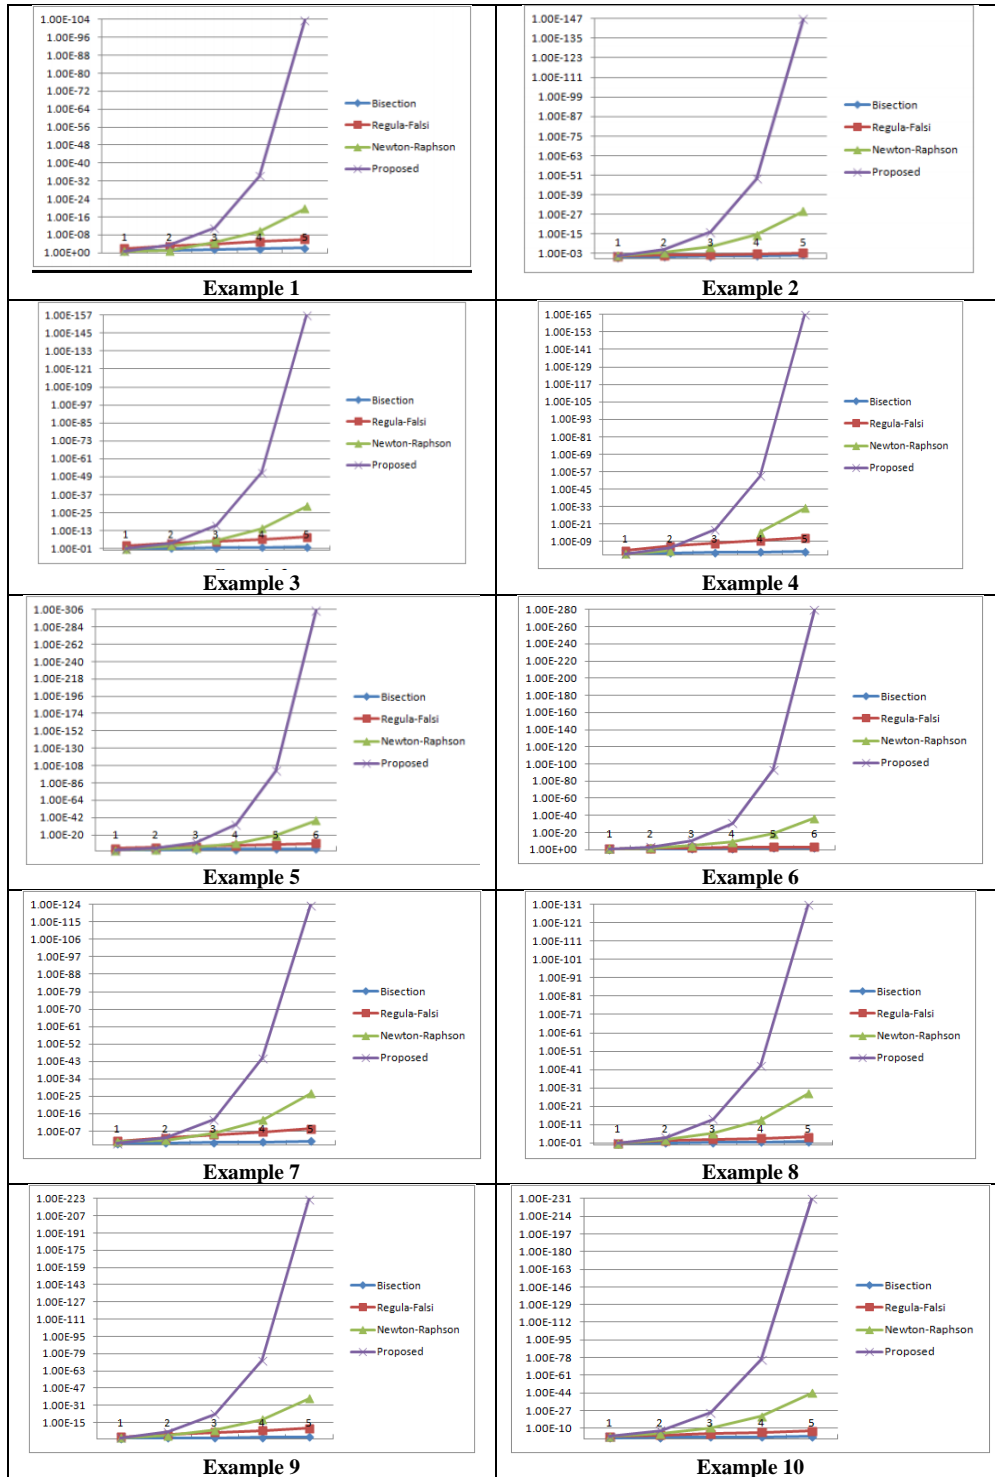 1.00E-104
1.00E-96
1.00E-88
1.00E-80
1.00E-72
1.00E-64
1.00E-56
1.00E-48
1.00E-40
1.00E-32
1.00E-24
1.00E-16
1.00E-08
1.00E+00
1 2 3 4 5
Bisection
Regula-Falsi
Newton-Raphson
Proposed
Example 1
1.00E-147
1.00E-135
1.00E-123
1.00E-111
1.00E-99
1.00E-87
1.00E-75
1.00E-63
1.00E-51
1.00E-39
1.00E-27
1.00E-15
1.00E-03
1 2 3 4 5
Bisection
Regula-Falsi
Newton-Raphson
Proposed
Example 2
1.00E-157
1.00E-145
1.00E-133
1.00E-121
1.00E-109
1.00E-97
1.00E-85
1.00E-73
1.00E-61
1.00E-49
1.00E-37
1.00E-25
1.00E-13
1.00E-01
1 2 3 4 5
Bisection
Regula-Falsi
Newton-Raphson
Proposed
Example 3
1.00E-165
1.00E-153
1.00E-141
1.00E-129
1.00E-117
1.00E-105
1.00E-93
1.00E-81
1.00E-69
1.00E-57
1.00E-45
1.00E-33
1.00E-21
1.00E-09
1 2 3 4 5
Bisection
Regula-Falsi
Newton-Raphson
Proposed
Example 4
1.00E-306
1.00E-284
1.00E-262
1.00E-240
1.00E-218
1.00E-196
1.00E-174
1.00E-152
1.00E-130
1.00E-108
1.00E-86
1.00E-64
1.00E-42
1.00E-20
1 2 3 4 5 6
Bisection
Regula-Falsi
Newton-Raphson
Proposed
Example 5
1.00E-280
1.00E-260
1.00E-240
1.00E-220
1.00E-200
1.00E-180
1.00E-160
1.00E-140
1.00E-120
1.00E-100
1.00E-80
1.00E-60
1.00E-40
1.00E-20
1.00E+00
1 2 3 4 5 6
Bisection
Regula-Falsi
Newton-Raphson
Proposed
Example 6
1.00E-124
1.00E-115
1.00E-106
1.00E-97
1.00E-88
1.00E-79
1.00E-70
1.00E-61
1.00E-52
1.00E-43
1.00E-34
1.00E-25
1.00E-16
1.00E-07
1 2 3 4 5
Bisection
Regula-Falsi
Newton-Raphson
Proposed
Example 7
1.00E-131
1.00E-121
1.00E-111
1.00E-101
1.00E-91
1.00E-81
1.00E-71
1.00E-61
1.00E-51
1.00E-41
1.00E-31
1.00E-21
1.00E-11
1.00E-01
1 2 3 4 5
Bisection
Regula-Falsi
Newton-Raphson
Proposed
Example 8
1.00E-223
1.00E-207
1.00E-191
1.00E-175
1.00E-159
1.00E-143
1.00E-127
1.00E-111
1.00E-95
1.00E-79
1.00E-63
1.00E-47
1.00E-31
1.00E-15
1 2 3 4 5
Bisection
Regula-Falsi
Newton-Raphson
Proposed
Example 9
1.00E-231
1.00E-214
1.00E-197
1.00E-180
1.00E-163
1.00E-146
1.00E-129
1.00E-112
1.00E-95
1.00E-78
1.00E-61
1.00E-44
1.00E-27
1.00E-10
1 2 3 4 5
Bisection
Regula-Falsi
Newton-Raphson
Proposed
Example 10